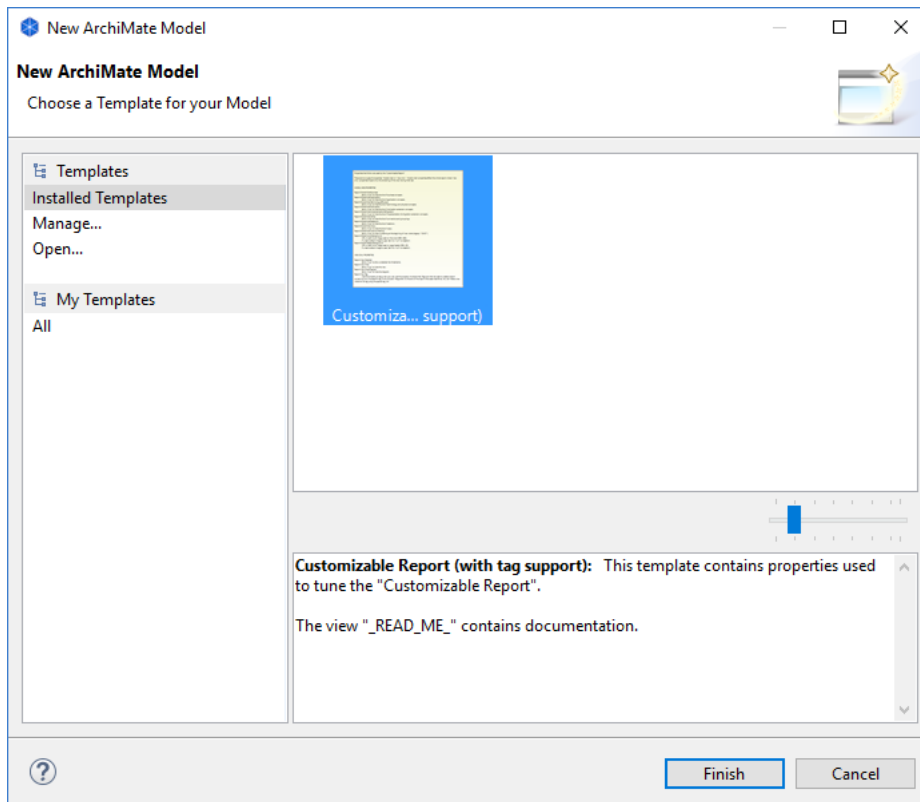 New ArchiMate Model
New ArchiMate Model
Choose a Template for your Model
Templates
Installed Templates
Manage...
Open...
My Templates
All
Customiza... support)
Customizable Report (with tag support): This template contains properties used
to tune the "Customizable Report".
The view "_READ_ME_" contains documentation.
?
Finish
Cancel